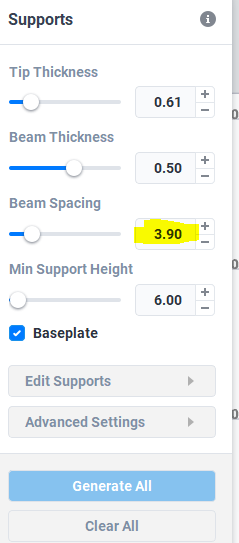 Supports
Tip Thickness
0.61
Beam Thickness
0.50
Beam Spacing
3.90
Min Support Height
6.00
Baseplate
Edit Supports
Advanced Settings
Generate All
Clear All